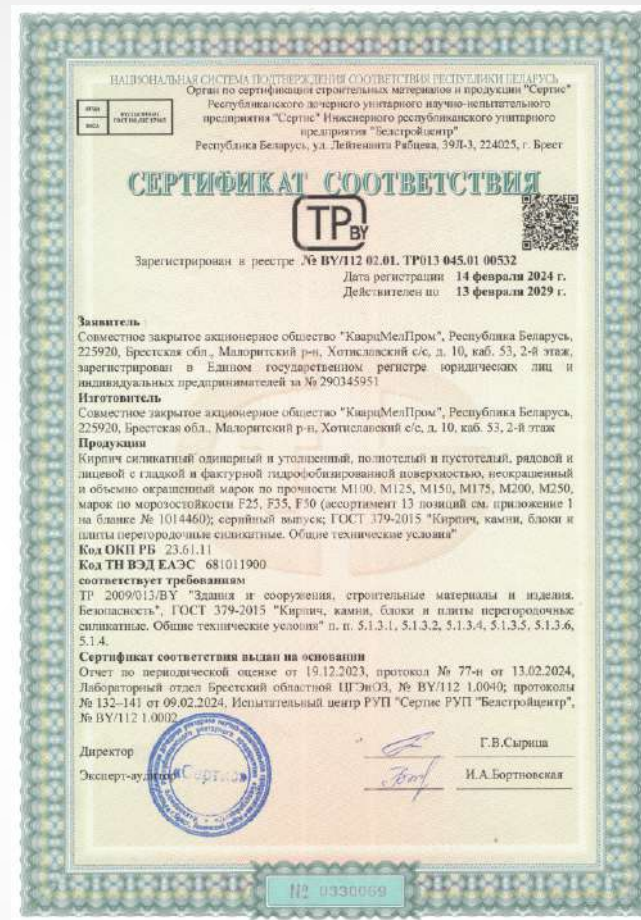 НАЦИОНАЛЬНАЯ СИСТЕМА ПОДТВЕРЖДЕНИЯ СООТВЕТСТВИЯ РЕСПУБЛИКИ БЕЛАРУСЬ
Орган по сертификации строительных материалов и продукции "Сертис"
Республиканского дочернего унитарного научно-испытательного
предприятия "Сертис" Инженерного республиканского унитарного
предприятия "Белстройцентр"
Республика Беларусь, ул. Лейтенанта Рябцева, 39Л-3, 224025, г. Брест
СЕРТИФИКАТ СООТВЕТСТВИЯ
ТР BY
Зарегистрирован в реестре № BY/112 02.01. ТР013 045.01 00532
Дата регистрации 14 февраля 2024 г.
Действителен по 13 февраля 2029 г.
Заявитель
Совместное закрытое акционерное общество "КварцМелПром", Республика Беларусь,
225920, Брестская обл., Малоритский р-н, Хотиславский с/с, д. 10, каб. 53, 2-й этаж,
зарегистрирован в Едином государственном регистре юридических лиц и
индивидуальных предпринимателей за № 290345951
Изготовитель
Совместное закрытое акционерное общество "КварцМелПром", Республика Беларусь,
225920, Брестская обл., Малоритский р-н, Хотиславский с/с, д. 10, каб. 53, 2-й этаж
Продукция
Кирпич силикатный одинарный и утолщенный, полнотелый и пустотелый, рядовой и
лицевой с гладкой и фактурной гидрофобизированной поверхностью, неокрашенный
и объемно окрашенный марок по прочности М100, М125, М150, М175, М200, М250,
марок по морозостойкости F25, F35, F50 (ассортимент 13 позиций см. приложение 1
на бланке № 1014460); серийный выпуск; ГОСТ 379-2015 "Кирпич, камни, блоки и
плиты перегородочные силикатные. Общие технические условия"
Код ОКП РБ 23.61.11
Код ТН ВЭД ЕАЭС 681011900
соответствует требованиям
ТР 2009/013/BY "Здания и сооружения, строительные материалы и изделия.
Безопасность", ГОСТ 379-2015 "Кирпич, камни, блоки и плиты перегородочные
силикатные. Общие технические условия" п. п. 5.1.3.1, 5.1.3.2, 5.1.3.4, 5.1.3.5, 5.1.3.6,
5.1.4.
Сертификат соответствия выдан на основании
Отчет по периодической оценке от 19.12.2023, протокол № 77-н от 13.02.2024,
Лабораторный отдел Брестский областной ЦГЭиОЗ, № BY/112 1.0040; протоколы
№ 132–141 от 09.02.2024, Испытательный центр РУП "Сертис РУП "Белстройцентр",
№ BY/112 1.0002
Директор Г.В.Сырица
Эксперт-аудитор И.А.Бортновская
«Сертис»
№ 0330069